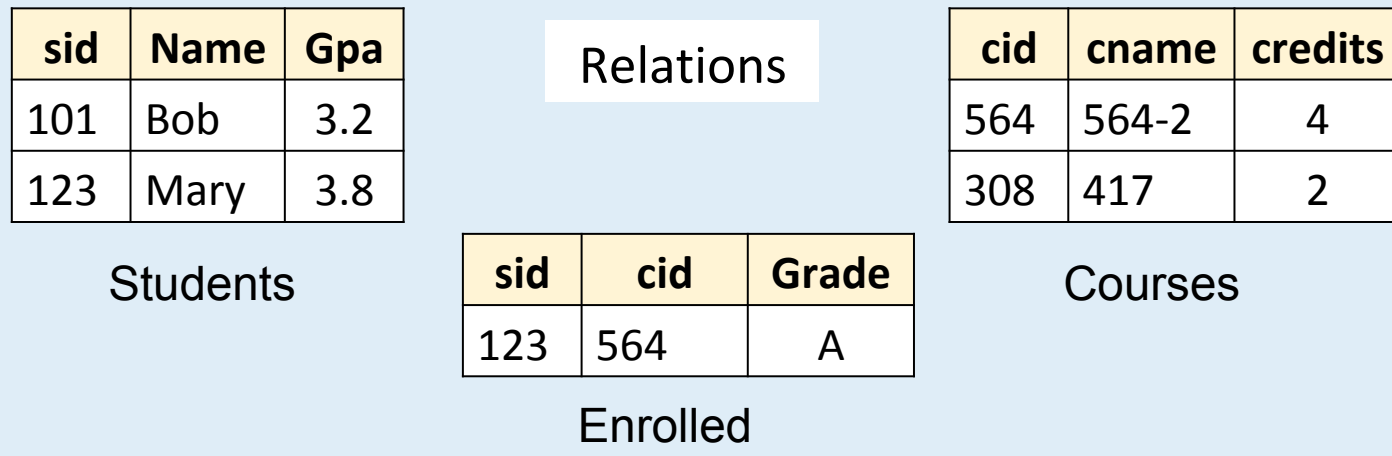 sid Name Gpa
101 Bob 3.2
123 Mary 3.8
Students
Relations
cid cname credits
564 564-2 4
308 417 2
Courses
sid cid Grade
123 564 A
Enrolled